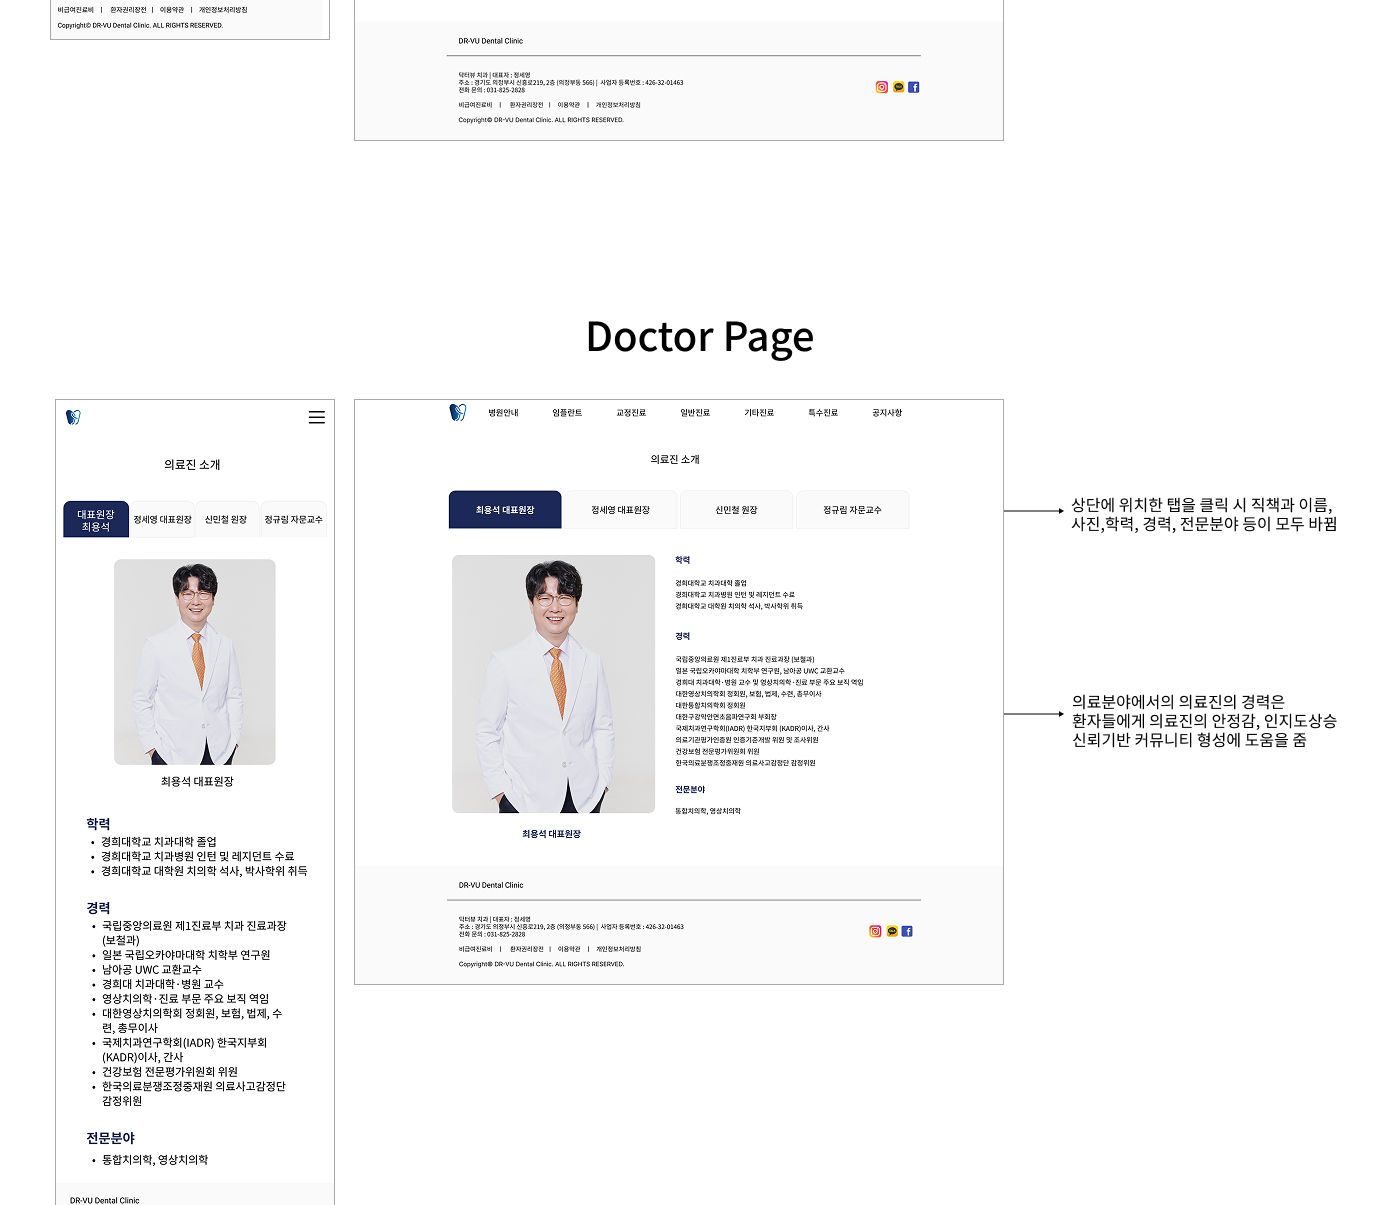 비급여진료비 | 환자권리장전 | 이용약관 | 개인정보처리방침
Copyright© DR-VU Dental Clinic. ALL RIGHTS RESERVED.
DR-VU Dental Clinic
닥터뷰 치과 | 대표자 : 정세영
주소 : 경기도 의정부시 신흥로219, 2층 (의정부동 566) | 사업자 등록번호 : 426-32-01463
전화 문의 : 031-825-2828
비급여진료비 | 환자권리장전 | 이용약관 | 개인정보처리방침
Copyright© DR-VU Dental Clinic. ALL RIGHTS RESERVED.
Doctor Page
의료진 소개
대표원장
최용석
정세영 대표원장
신민철 원장
정규림 자문교수
최용석 대표원장
학력
• 경희대학교 치과대학 졸업
• 경희대학교 치과병원 인턴 및 레지던트 수료
• 경희대학교 대학원 치의학 석사, 박사학위 취득
경력
• 국립중앙의료원 제1진료부 치과 진료과장
(보철과)
• 일본 국립오카야마대학 치학부 연구원
• 남아공 UWC 교환교수
• 경희대 치과대학·병원 교수
• 영상치의학·진료 부문 주요 보직 역임
• 대한영상치의학회 정회원, 보험, 법제, 수
련, 총무이사
• 국제치과연구학회(IADR) 한국지부회
(KADR)이사, 간사
• 건강보험 전문평가위원회 위원
• 한국의료분쟁조정중재원 의료사고감정단
감정위원
전문분야
• 통합치의학, 영상치의학
DR-VU Dental Clinic
병원안내 임플란트 교정진료 일반진료 기타진료 특수진료 공지사항
의료진 소개
최용석 대표원장
정세영 대표원장
신민철 원장
정규림 자문교수
학력
경희대학교 치과대학 졸업
경희대학교 치과병원 인턴 및 레지던트 수료
경희대학교 대학원 치의학 석사, 박사학위 취득
경력
국립중앙의료원 제1진료부 치과 진료과장 (보철과)
일본 국립오카야마대학 치학부 연구원, 남아공 UWC 교환교수
경희대 치과대학·병원 교수 및 영상치의학·진료 부문 주요 보직 역임
대한영상치의학회 정회원, 보험, 법제, 수련, 총무이사
대한통합치의학회 정회원
대한구강악안면초음파연구회 부회장
국제치과연구학회(IADR) 한국지부회 (KADR)이사, 간사
의료기관평가인증원 인증기준개발 위원 및 조사위원
건강보험 전문평가위원회 위원
한국의료분쟁조정중재원 의료사고감정단 감정위원
전문분야
통합치의학, 영상치의학
최용석 대표원장
DR-VU Dental Clinic
닥터뷰 치과 | 대표자 : 정세영
주소 : 경기도 의정부시 신흥로219, 2층 (의정부동 566) | 사업자 등록번호 : 426-32-01463
전화 문의 : 031-825-2828
비급여진료비 | 환자권리장전 | 이용약관 | 개인정보처리방침
Copyright© DR-VU Dental Clinic. ALL RIGHTS RESERVED.
상단에 위치한 탭을 클릭 시 직책과 이름,
사진,학력, 경력, 전문분야 등이 모두 바뀜
의료분야에서의 의료진의 경력은
환자들에게 의료진의 안정감, 인지도상승
신뢰기반 커뮤니티 형성에 도움을 줌